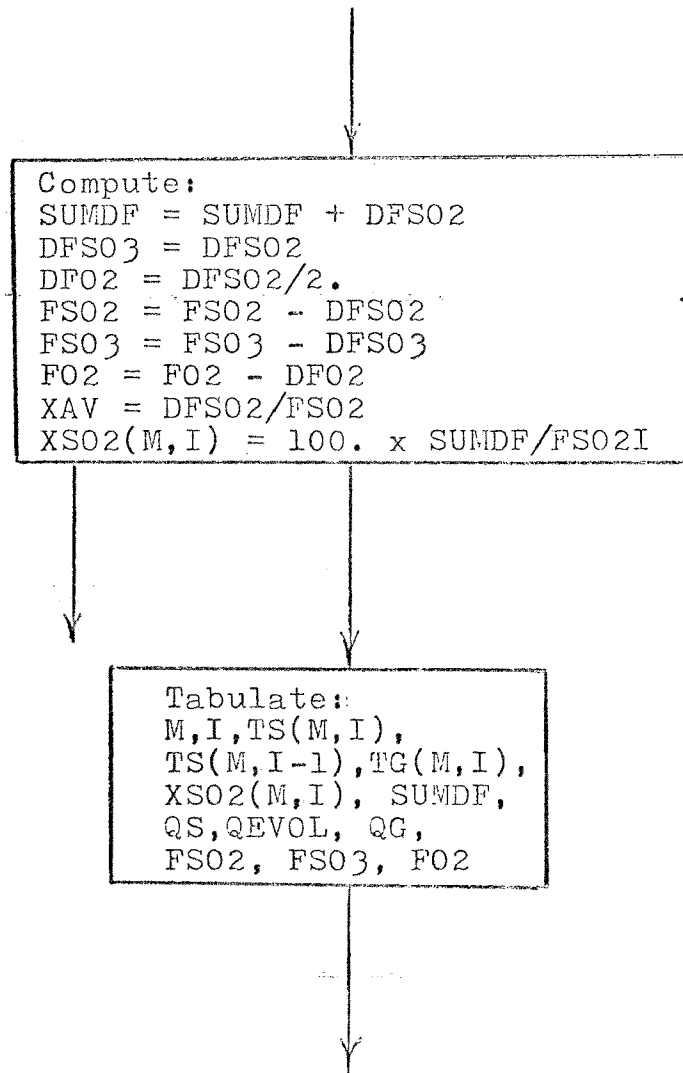 Compute:
SUMDF = SUMDF + DFSO2
DFSO3 = DFSO2
DFO2 = DFSO2/2.
FSO2 = FSO2 - DFSO2
FSO3 = FSO3 - DFSO3
FO2 = FO2 - DFO2
XAV = DFSO2/FSO2
XSO2(M,I) = 100. x SUMDF/FSO2I
Tabulate:
M,I,TS(M,I),
TS(M,I-1),TG(M,I),
XSO2(M,I), SUMDF,
QS,QEVOL, QG,
FSO2, FSO3, FO2